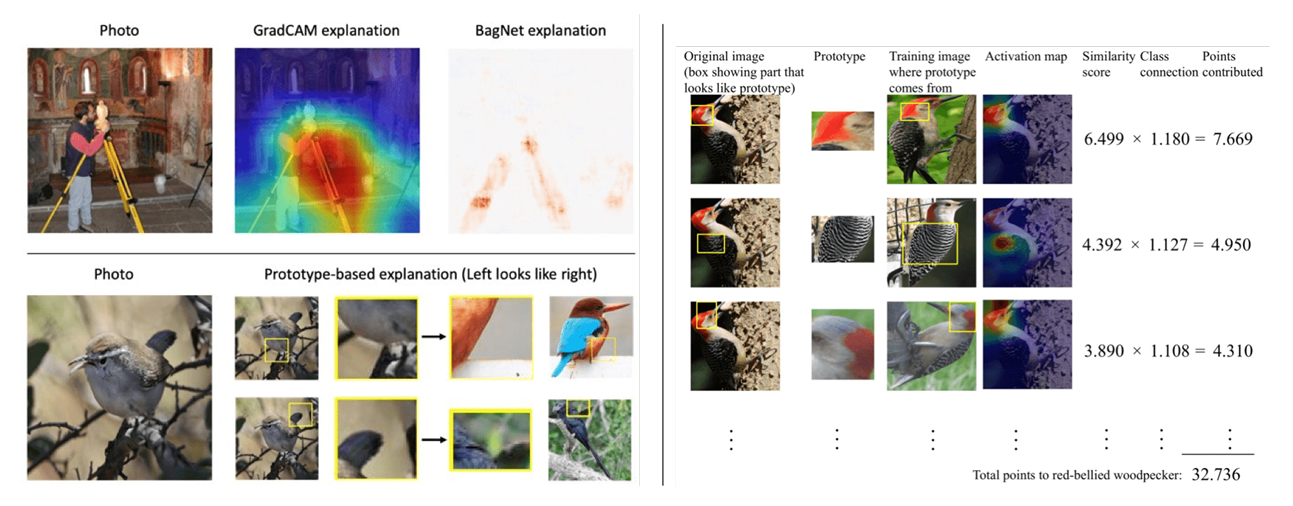 Photo
GradCAM explanation
BagNet explanation
Photo
Prototype-based explanation (Left looks like right)
Original image
(box showing part that
looks like prototype)
Prototype
Training image
where prototype
comes from
Activation map
Similarity
score
Class
connection
Points
contributed
6.499 × 1.180 = 7.669
4.392 × 1.127 = 4.950
3.890 × 1.108 = 4.310
Total points to red-bellied woodpecker: 32.736